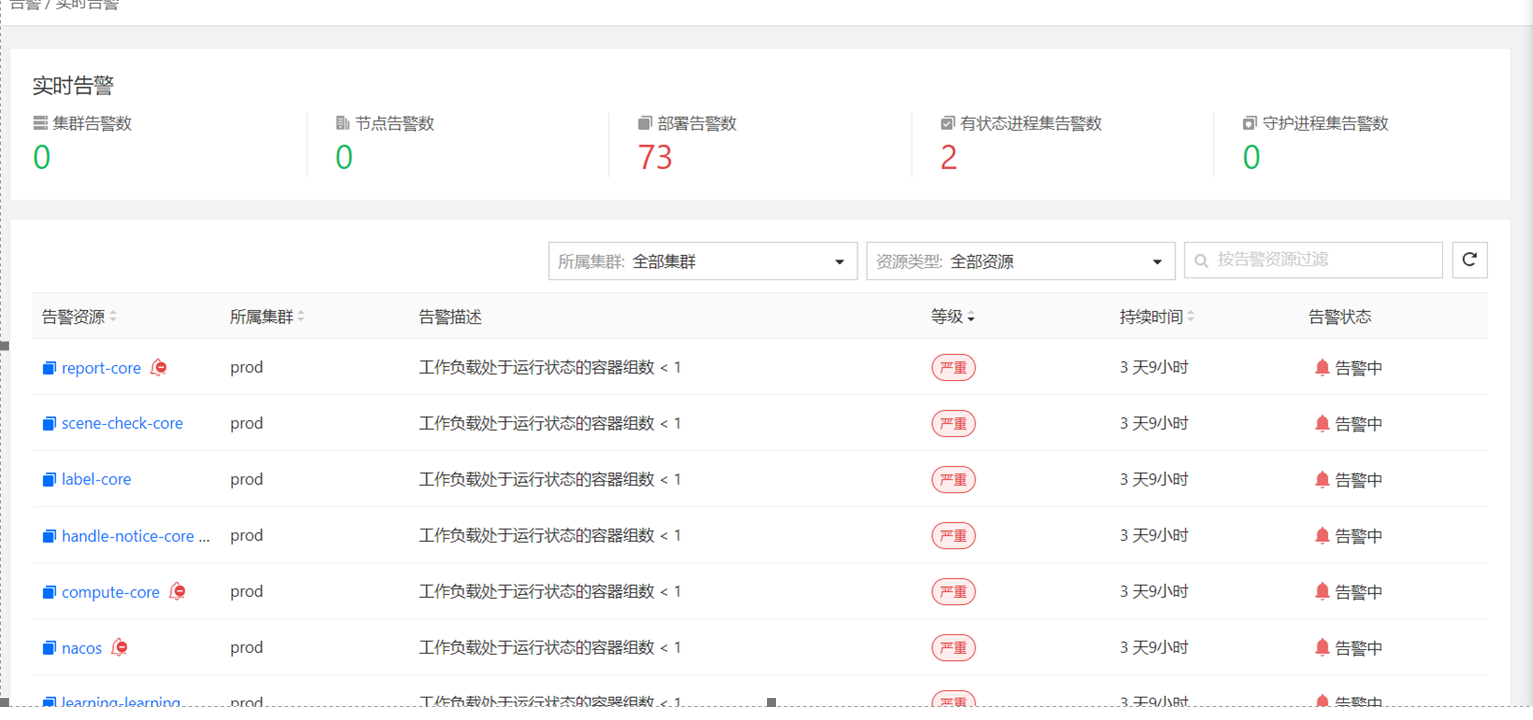 告警 / 实时告警
实时告警
集群告警数 节点告警数 部署告警数 有状态进程集告警数 守护进程集告警数
0 0 73 2 0
所属集群: 全部集群 资源类型: 全部资源 按告警资源过滤
告警资源 所属集群 告警描述 等级 持续时间 告警状态
report-core prod 工作负载处于运行状态的容器组数 < 1 严重 3 天9小时 告警中
scene-check-core prod 工作负载处于运行状态的容器组数 < 1 严重 3 天9小时 告警中
label-core prod 工作负载处于运行状态的容器组数 < 1 严重 3 天9小时 告警中
handle-notice-core ... prod 工作负载处于运行状态的容器组数 < 1 严重 3 天9小时 告警中
compute-core prod 工作负载处于运行状态的容器组数 < 1 严重 3 天9小时 告警中
nacos prod 工作负载处于运行状态的容器组数 < 1 严重 3 天9小时 告警中
learning-learning prod 工作负载处于运行状态的容器组数 < 1 严重 3 天9小时 告警中